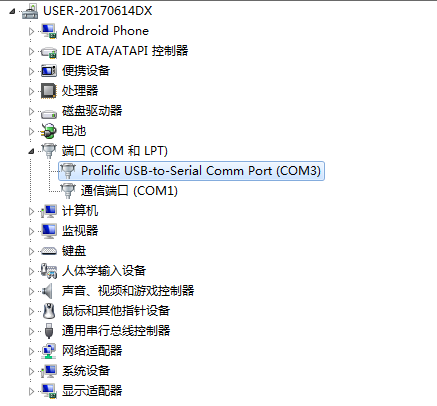 USER-20170614DX
Android Phone
IDE ATA/ATAPI 控制器
便携设备
处理器
磁盘驱动器
电池
端口 (COM 和 LPT)
Prolific USB-to-Serial Comm Port (COM3)
通信端口 (COM1)
计算机
监视器
键盘
人体学输入设备
声音、视频和游戏控制器
鼠标和其他指针设备
通用串行总线控制器
网络适配器
系统设备
显示适配器